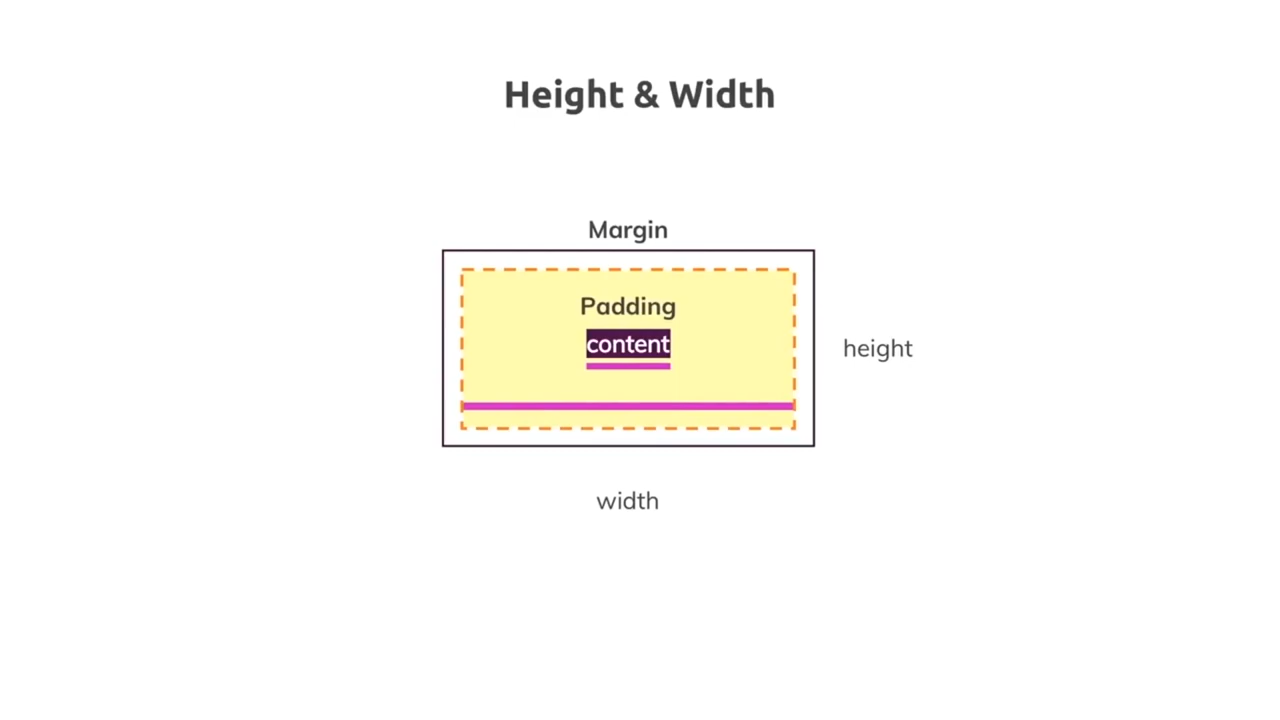 Height & Width
Margin
Padding
content
height
width